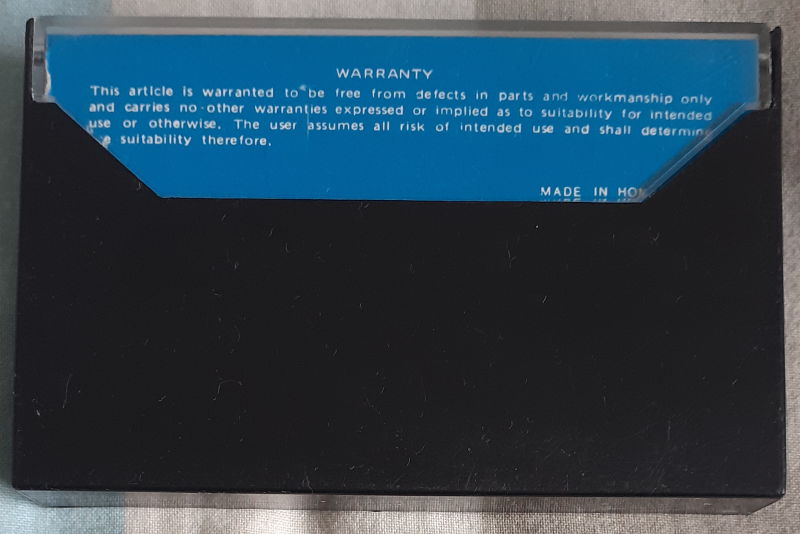 WARRANTY
This article is warranted to be free from defects in parts and workmanship only
and carries no other warranties expressed or implied as to suitability for intended
use or otherwise. The user assumes all risk of intended use and shall determine
suitability therefore.
MADE IN